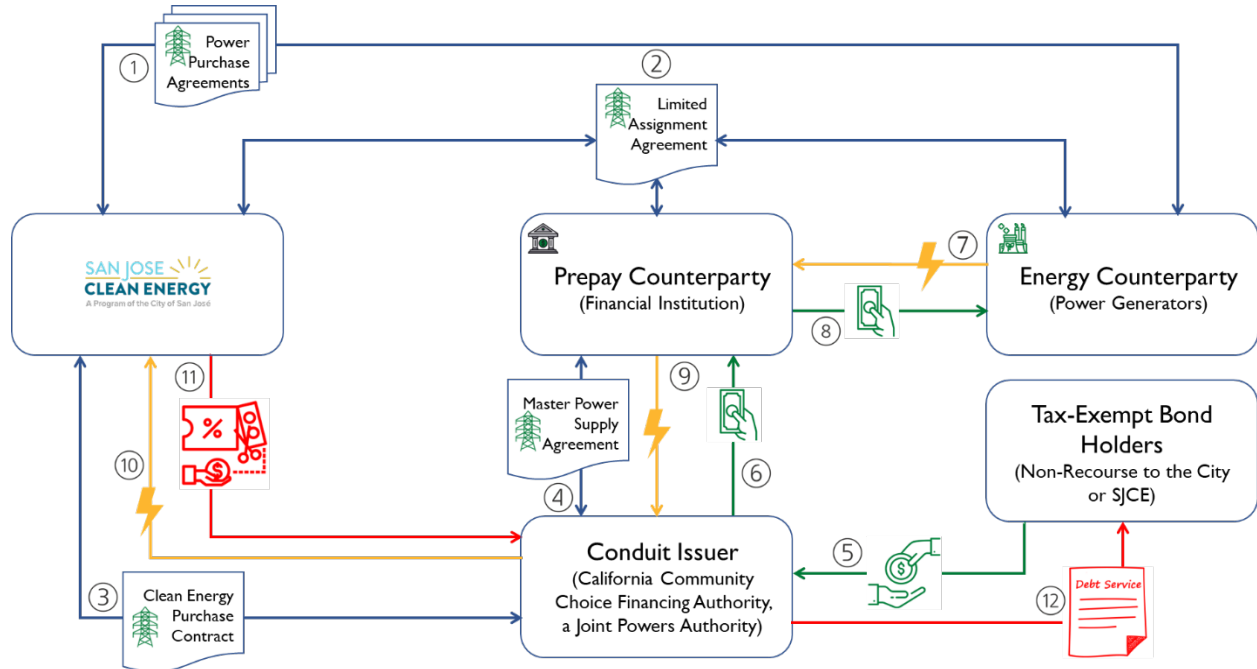 ①
Power
Purchase
Agreements
②
Limited
Assignment
Agreement
SAN JOSE
CLEAN ENERGY
A Program of the City of San José
Prepay Counterparty
(Financial Institution)
⑦
⑧
Energy Counterparty
(Power Generators)
⑪
%
$
⑩
Master Power
Supply
Agreement
④
⑨
⑥
Tax-Exempt Bond
Holders
(Non-Recourse to the City
or SJCE)
③
Clean Energy
Purchase
Contract
Conduit Issuer
(California Community
Choice Financing Authority,
a Joint Powers Authority)
⑤
$
⑫
Debt Service